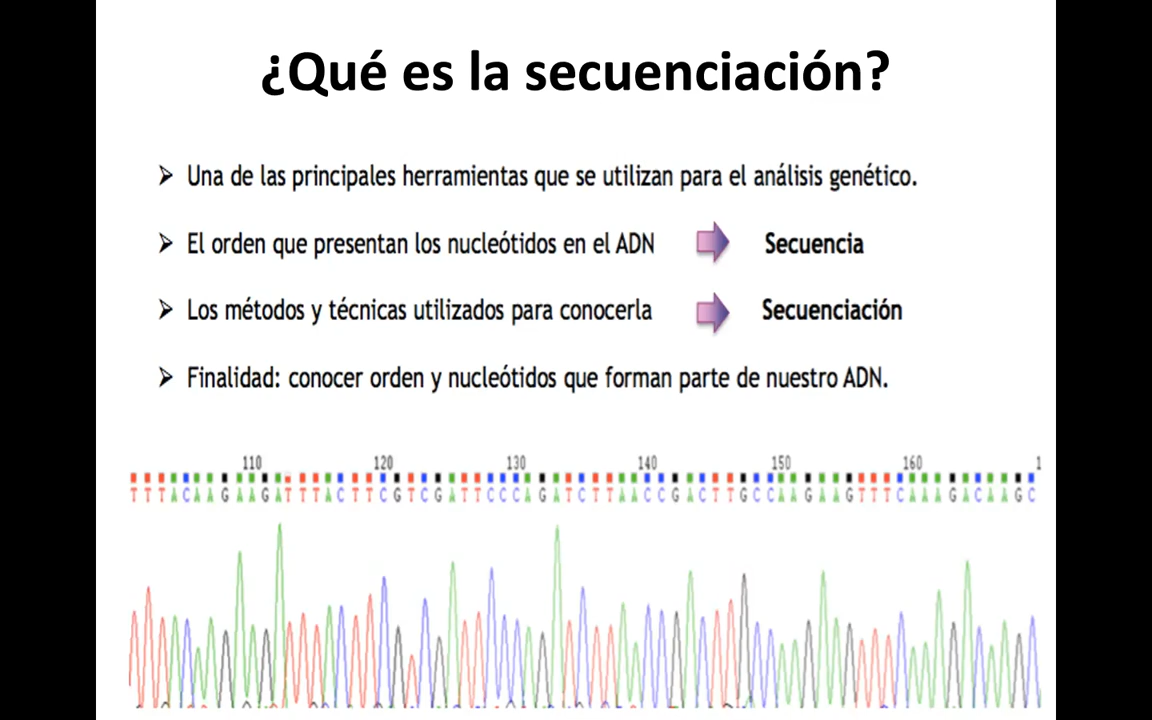 ¿Qué es la secuenciación?
Una de las principales herramientas que se utilizan para el análisis genético.
El orden que presentan los nucleótidos en el ADN Secuencia
Los métodos y técnicas utilizados para conocerla Secuenciación
Finalidad: conocer orden y nucleótidos que forman parte de nuestro ADN.
110 120 130 140 150 160 1
TTTACAAGAAGATTTACTTCGTCGATTCCCAGATCTTAACCGACTTGCCAAGAAGTTTCAAAGACAAGC